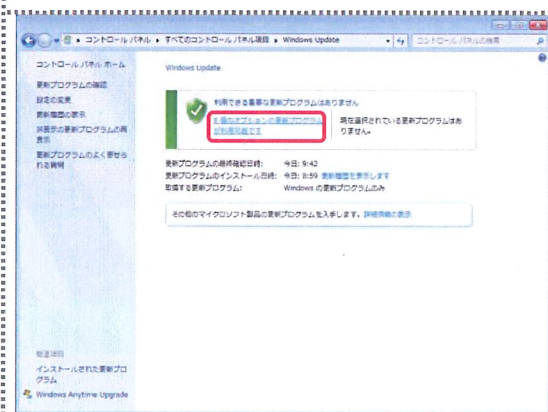 コントロール パネル ▸ すべてのコントロール パネル項目 ▸ Windows Update
コントロール パネルの検索
コントロール パネル ホーム
更新プログラムの確認
設定の変更
更新履歴の表示
非表示の更新プログラムの再
表示
更新プログラムのよく寄せら
れる質問
Windows Update
利用できる重要な更新プログラムはありません
個のオプションの更新プログラム
が利用可能です
現在選択されている更新プログラムはあ
りません。
更新プログラムの最終確認日時: 今日: 9:42
更新プログラムのインストール日時: 今日: 8:59 更新履歴を表示します
取得する更新プログラム: Windows の更新プログラムのみ
その他のマイクロソフト製品の更新プログラムを入手します。 詳細情報の表示
関連項目
インストールされた更新プロ
グラム
Windows Anytime Upgrade